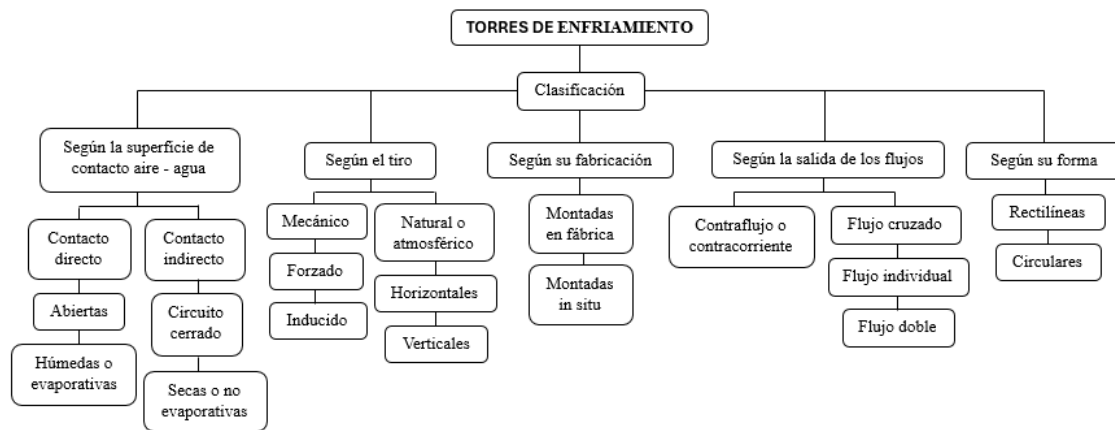 TORRES DE ENFRIAMIENTO
Clasificación
Según la superficie de
contacto aire - agua
Contacto
directo
Abiertas
Húmedas o
evaporativas
Contacto
indirecto
Circuito
cerrado
Secas o no
evaporativas
Según el tiro
Mecánico
Forzado
Inducido
Natural o
atmosférico
Horizontales
Verticales
Según su fabricación
Montadas
en fábrica
Montadas
in situ
Según la salida de los flujos
Contraflujo o
contracorriente
Flujo cruzado
Flujo individual
Flujo doble
Según su forma
Rectilíneas
Circulares